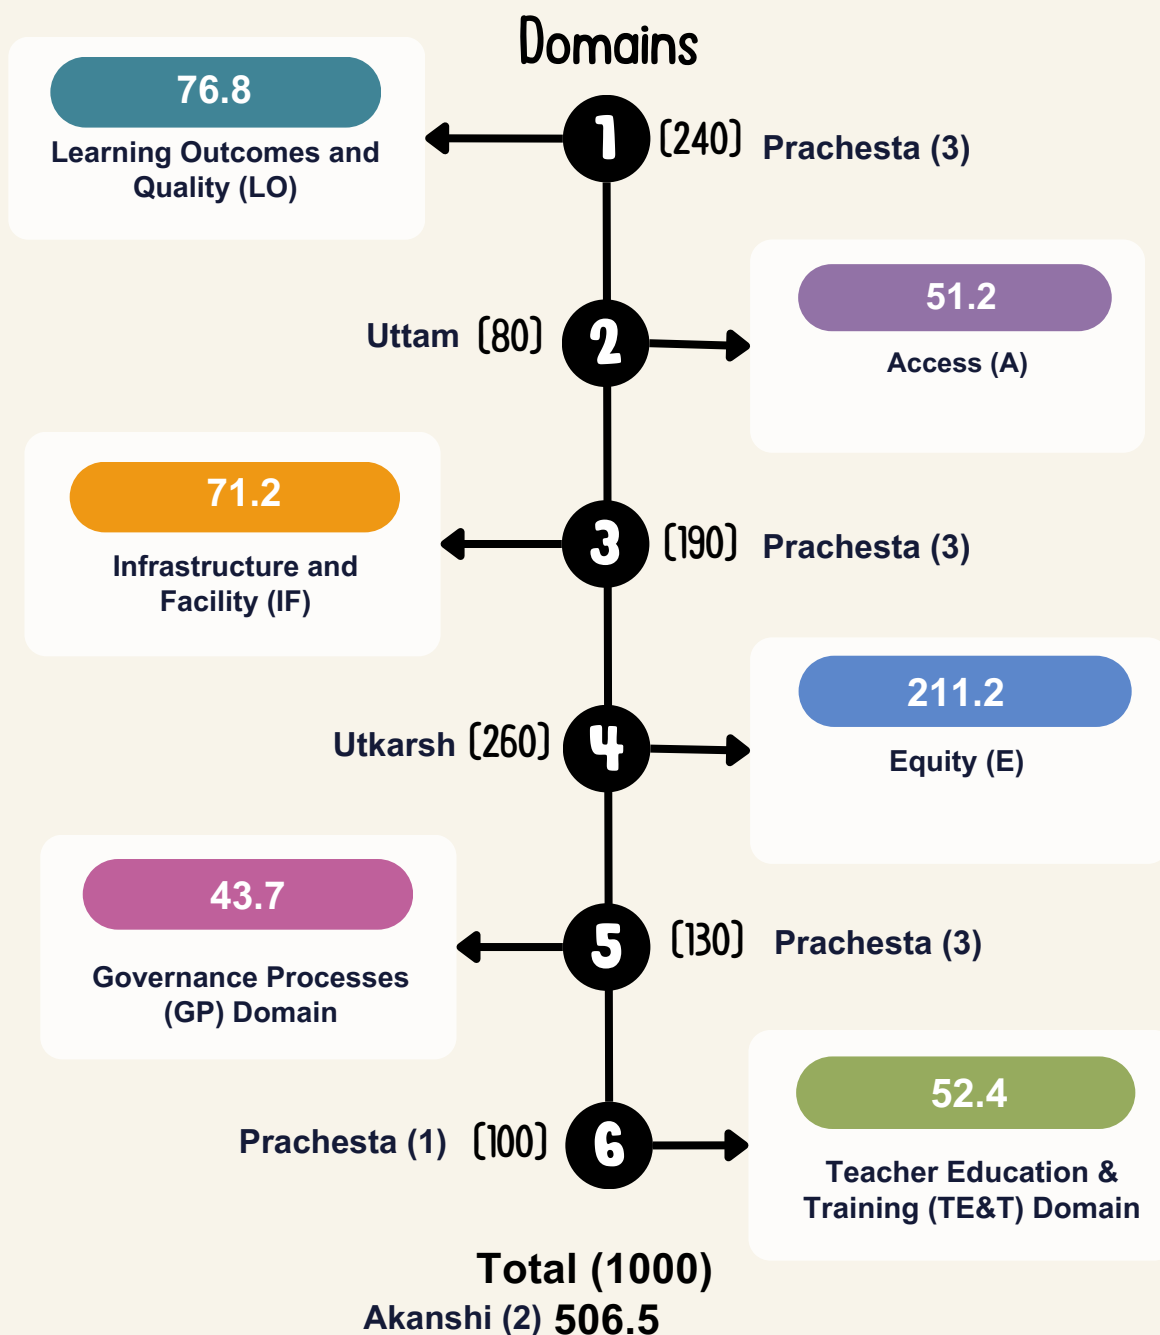 Domains
76.8
Learning Outcomes and
Quality (LO)
1
(240)
Prachesta (3)
Uttam
(80)
2
51.2
Access (A)
71.2
Infrastructure and
Facility (IF)
3
(190)
Prachesta (3)
Utkarsh
(260)
4
211.2
Equity (E)
43.7
Governance Processes
(GP) Domain
5
(130)
Prachesta (3)
Prachesta (1)
(100)
6
52.4
Teacher Education &
Training (TE&T) Domain
Total (1000)
Akanshi (2) 506.5